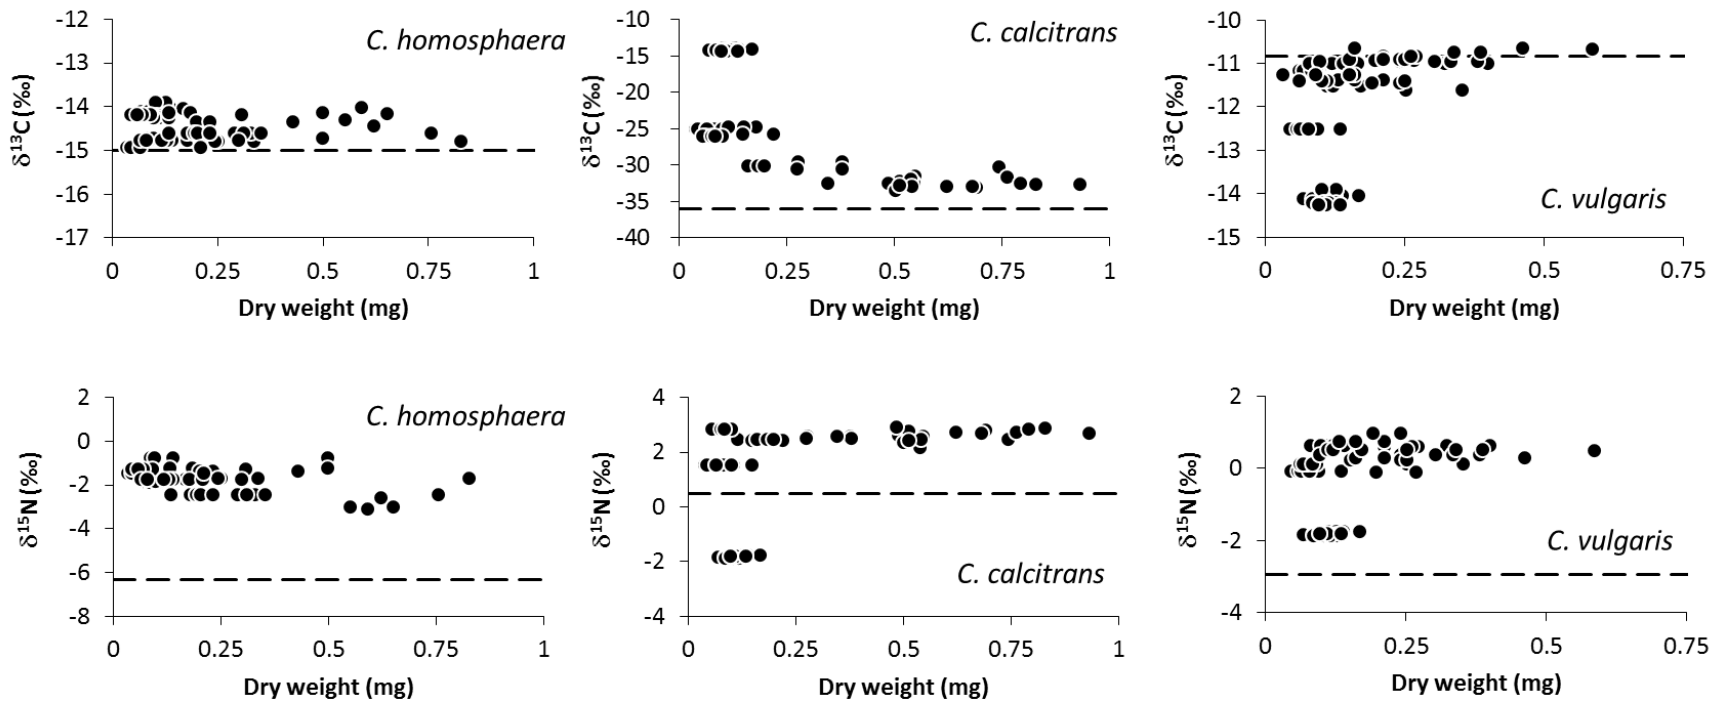 -12
-13
-14
-15
-16
-17
δ13C (‰)
C. homosphaera
0 0.25 0.5 0.75 1
Dry weight (mg)
-10
-15
-20
-25
-30
-35
-40
δ13C (‰)
C. calcitrans
0 0.25 0.5 0.75 1
Dry weight (mg)
-10
-11
-12
-13
-14
-15
δ13C (‰)
C. vulgaris
0 0.25 0.5 0.75
Dry weight (mg)
2
0
-2
-4
-6
-8
δ15N (‰)
C. homosphaera
0 0.25 0.5 0.75 1
Dry weight (mg)
4
2
0
-2
-4
δ15N (‰)
C. calcitrans
0 0.25 0.5 0.75 1
Dry weight (mg)
2
0
-2
-4
δ15N (‰)
C. vulgaris
0 0.25 0.5 0.75
Dry weight (mg)